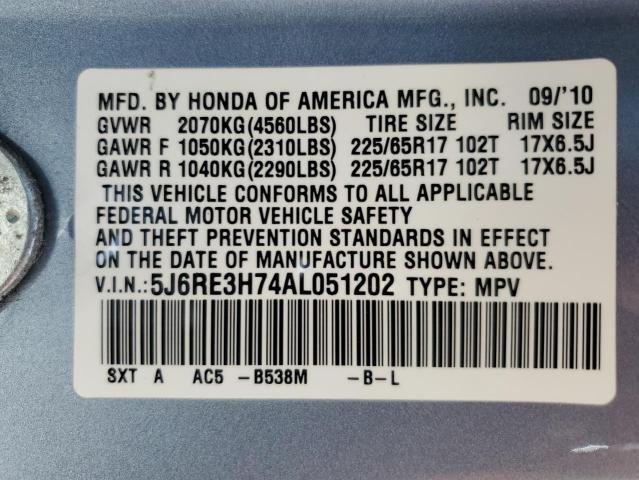 MFD. BY HONDA OF AMERICA MFG., INC. 09/'10
GVWR 2070KG(4560LBS) TIRE SIZE RIM SIZE
GAWR F 1050KG(2310LBS) 225/65R17 102T 17X6.5J
GAWR R 1040KG(2290LBS) 225/65R17 102T 17X6.5J
THIS VEHICLE CONFORMS TO ALL APPLICABLE
FEDERAL MOTOR VEHICLE SAFETY
AND THEFT PREVENTION STANDARDS IN EFFECT
ON THE DATE OF MANUFACTURE SHOWN ABOVE.
V.I.N.:5J6RE3H74AL051202 TYPE: MPV
SXT A AC5 -B538M -B-L